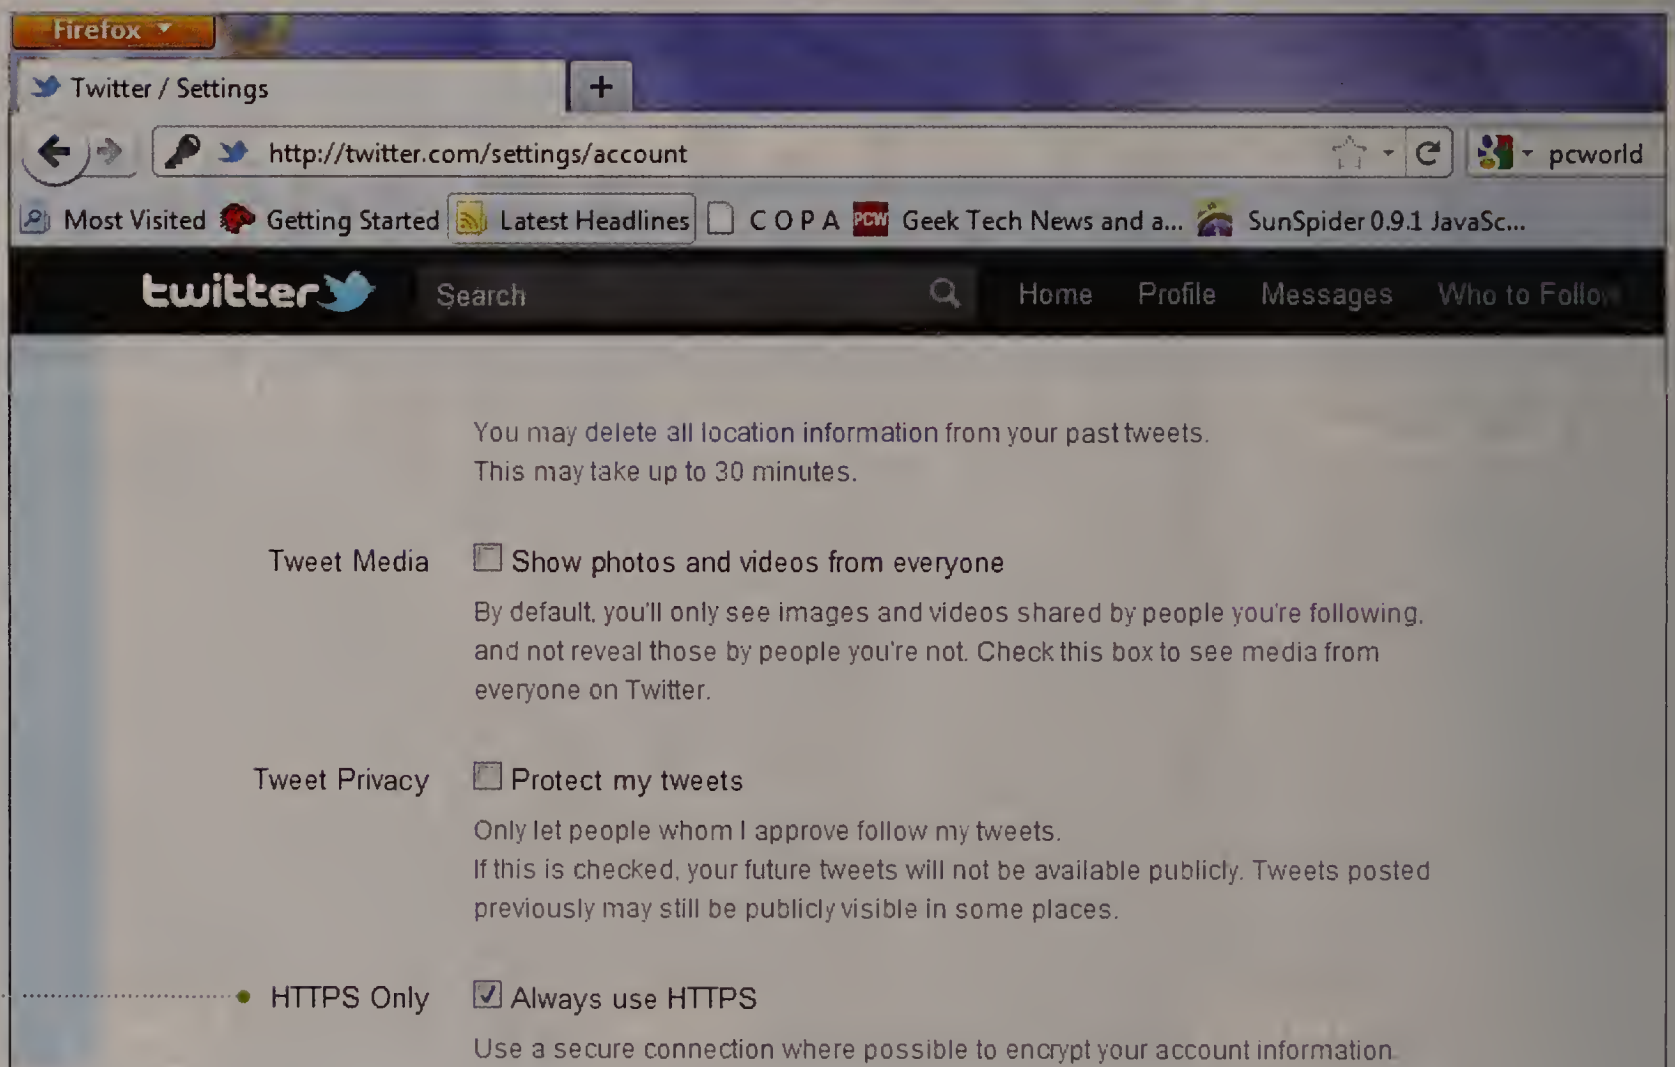 Firefox
Twitter / Settings
+
http://twitter.com/settings/account
pcworld
Most Visited Getting Started Latest Headlines C O P A PCW Geek Tech News and a... SunSpider 0.9.1 JavaSc...
twitter Search Home Profile Messages Who to Follow
You may delete all location information from your past tweets.
This may take up to 30 minutes.
Tweet Media Show photos and videos from everyone
By default, you'll only see images and videos shared by people you're following,
and not reveal those by people you're not. Check this box to see media from
everyone on Twitter.
Tweet Privacy Protect my tweets
Only let people whom I approve follow my tweets.
If this is checked, your future tweets will not be available publicly. Tweets posted
previously may still be publicly visible in some places.
HTTPS Only Always use HTTPS
Use a secure connection where possible to encrypt your account information.